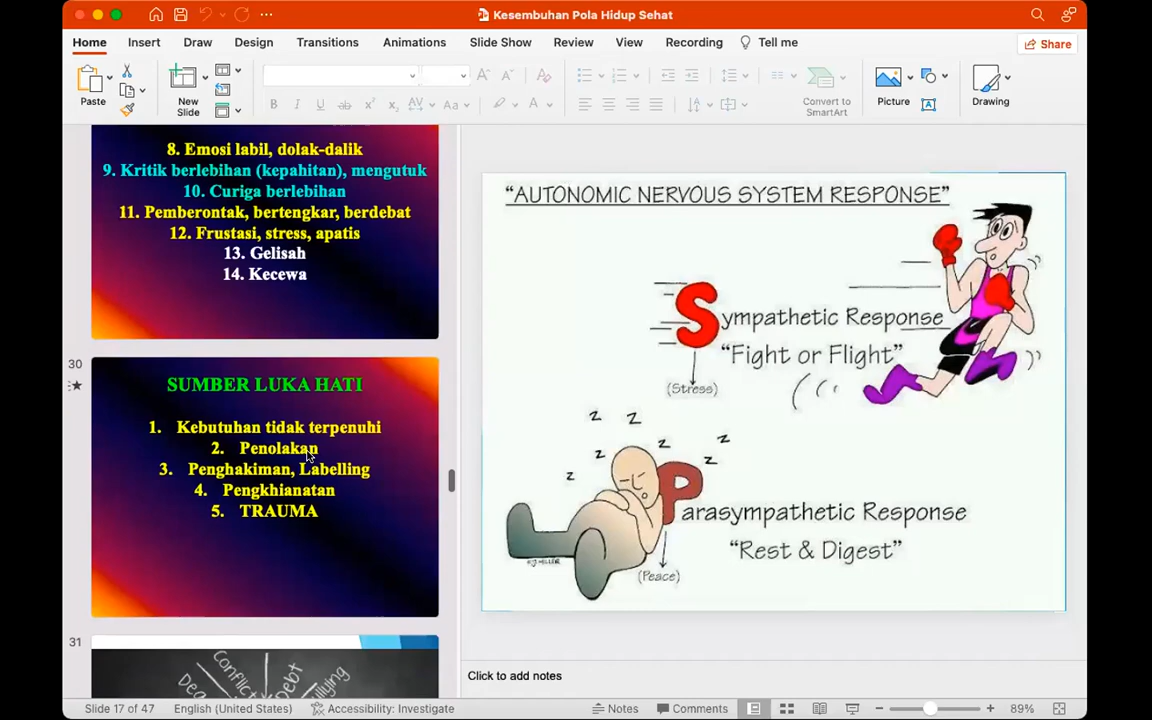 Kesembuhan Pola Hidup Sehat
Home Insert Draw Design Transitions Animations Slide Show Review View Recording Tell me
Share
Paste
New
Slide
Convert to
SmartArt
Picture
Drawing
8. Emosi labil, dolak-dalik
9. Kritik berlebihan (kepahitan), mengutuk
10. Curiga berlebihan
11. Pemberontak, bertengkar, berdebat
12. Frustasi, stress, apatis
13. Gelisah
14. Kecewa
30
SUMBER LUKA HATI
1. Kebutuhan tidak terpenuhi
2. Penolakan
3. Penghakiman, Labelling
4. Pengkhianatan
5. TRAUMA
31
Conflict
Debt
"AUTONOMIC NERVOUS SYSTEM RESPONSE"
Sympathetic Response
"Fight or Flight"
(Stress)
z z z z z z z
Parasympathetic Response
"Rest & Digest"
(Peace)
Click to add notes
Slide 17 of 47
English (United States)
Accessibility: Investigate
Notes
Comments
89%